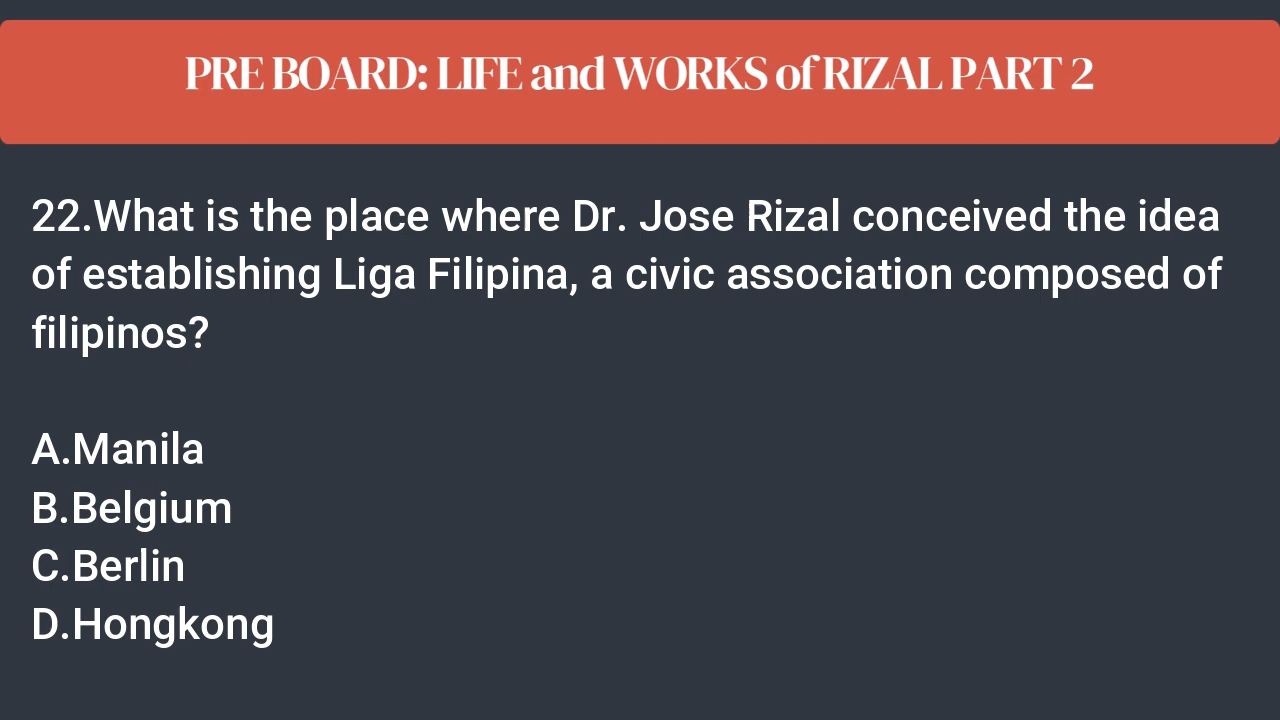 PRE BOARD: LIFE and WORKS of RIZAL PART 2
22.What is the place where Dr. Jose Rizal conceived the idea
of establishing Liga Filipina, a civic association composed of
filipinos?
A.Manila
B.Belgium
C.Berlin
D.Hongkong